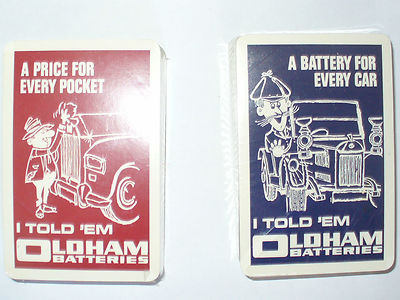 A PRICE FOR
EVERY POCKET
I TOLD 'EM
OLDHAM
BATTERIES
A BATTERY FOR
EVERY CAR
I TOLD 'EM
OLDHAM
BATTERIES